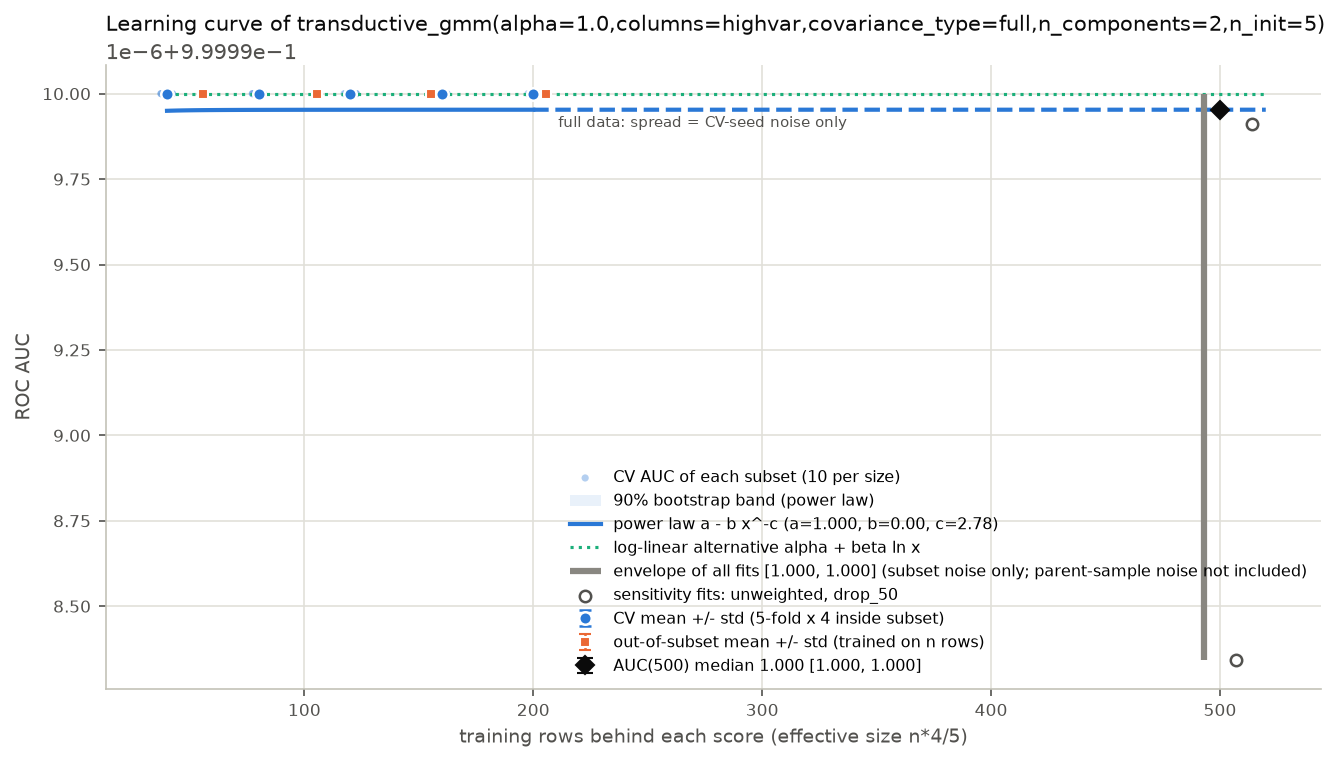 Learning curve of transductive_gmm(alpha=1.0,columns=highvar,covariance_type=full,n_components=2,n_init=5)
1e−6+9.9999e−1
10.00
9.75
9.50
9.25
9.00
8.75
8.50
ROC AUC
full data: spread = CV-seed noise only
CV AUC of each subset (10 per size)
90% bootstrap band (power law)
power law a - b x^-c (a=1.000, b=0.00, c=2.78)
log-linear alternative alpha + beta ln x
envelope of all fits [1.000, 1.000] (subset noise only; parent-sample noise not included)
sensitivity fits: unweighted, drop_50
CV mean +/- std (5-fold x 4 inside subset)
out-of-subset mean +/- std (trained on n rows)
AUC(500) median 1.000 [1.000, 1.000]
100
200
300
400
500
training rows behind each score (effective size n*4/5)